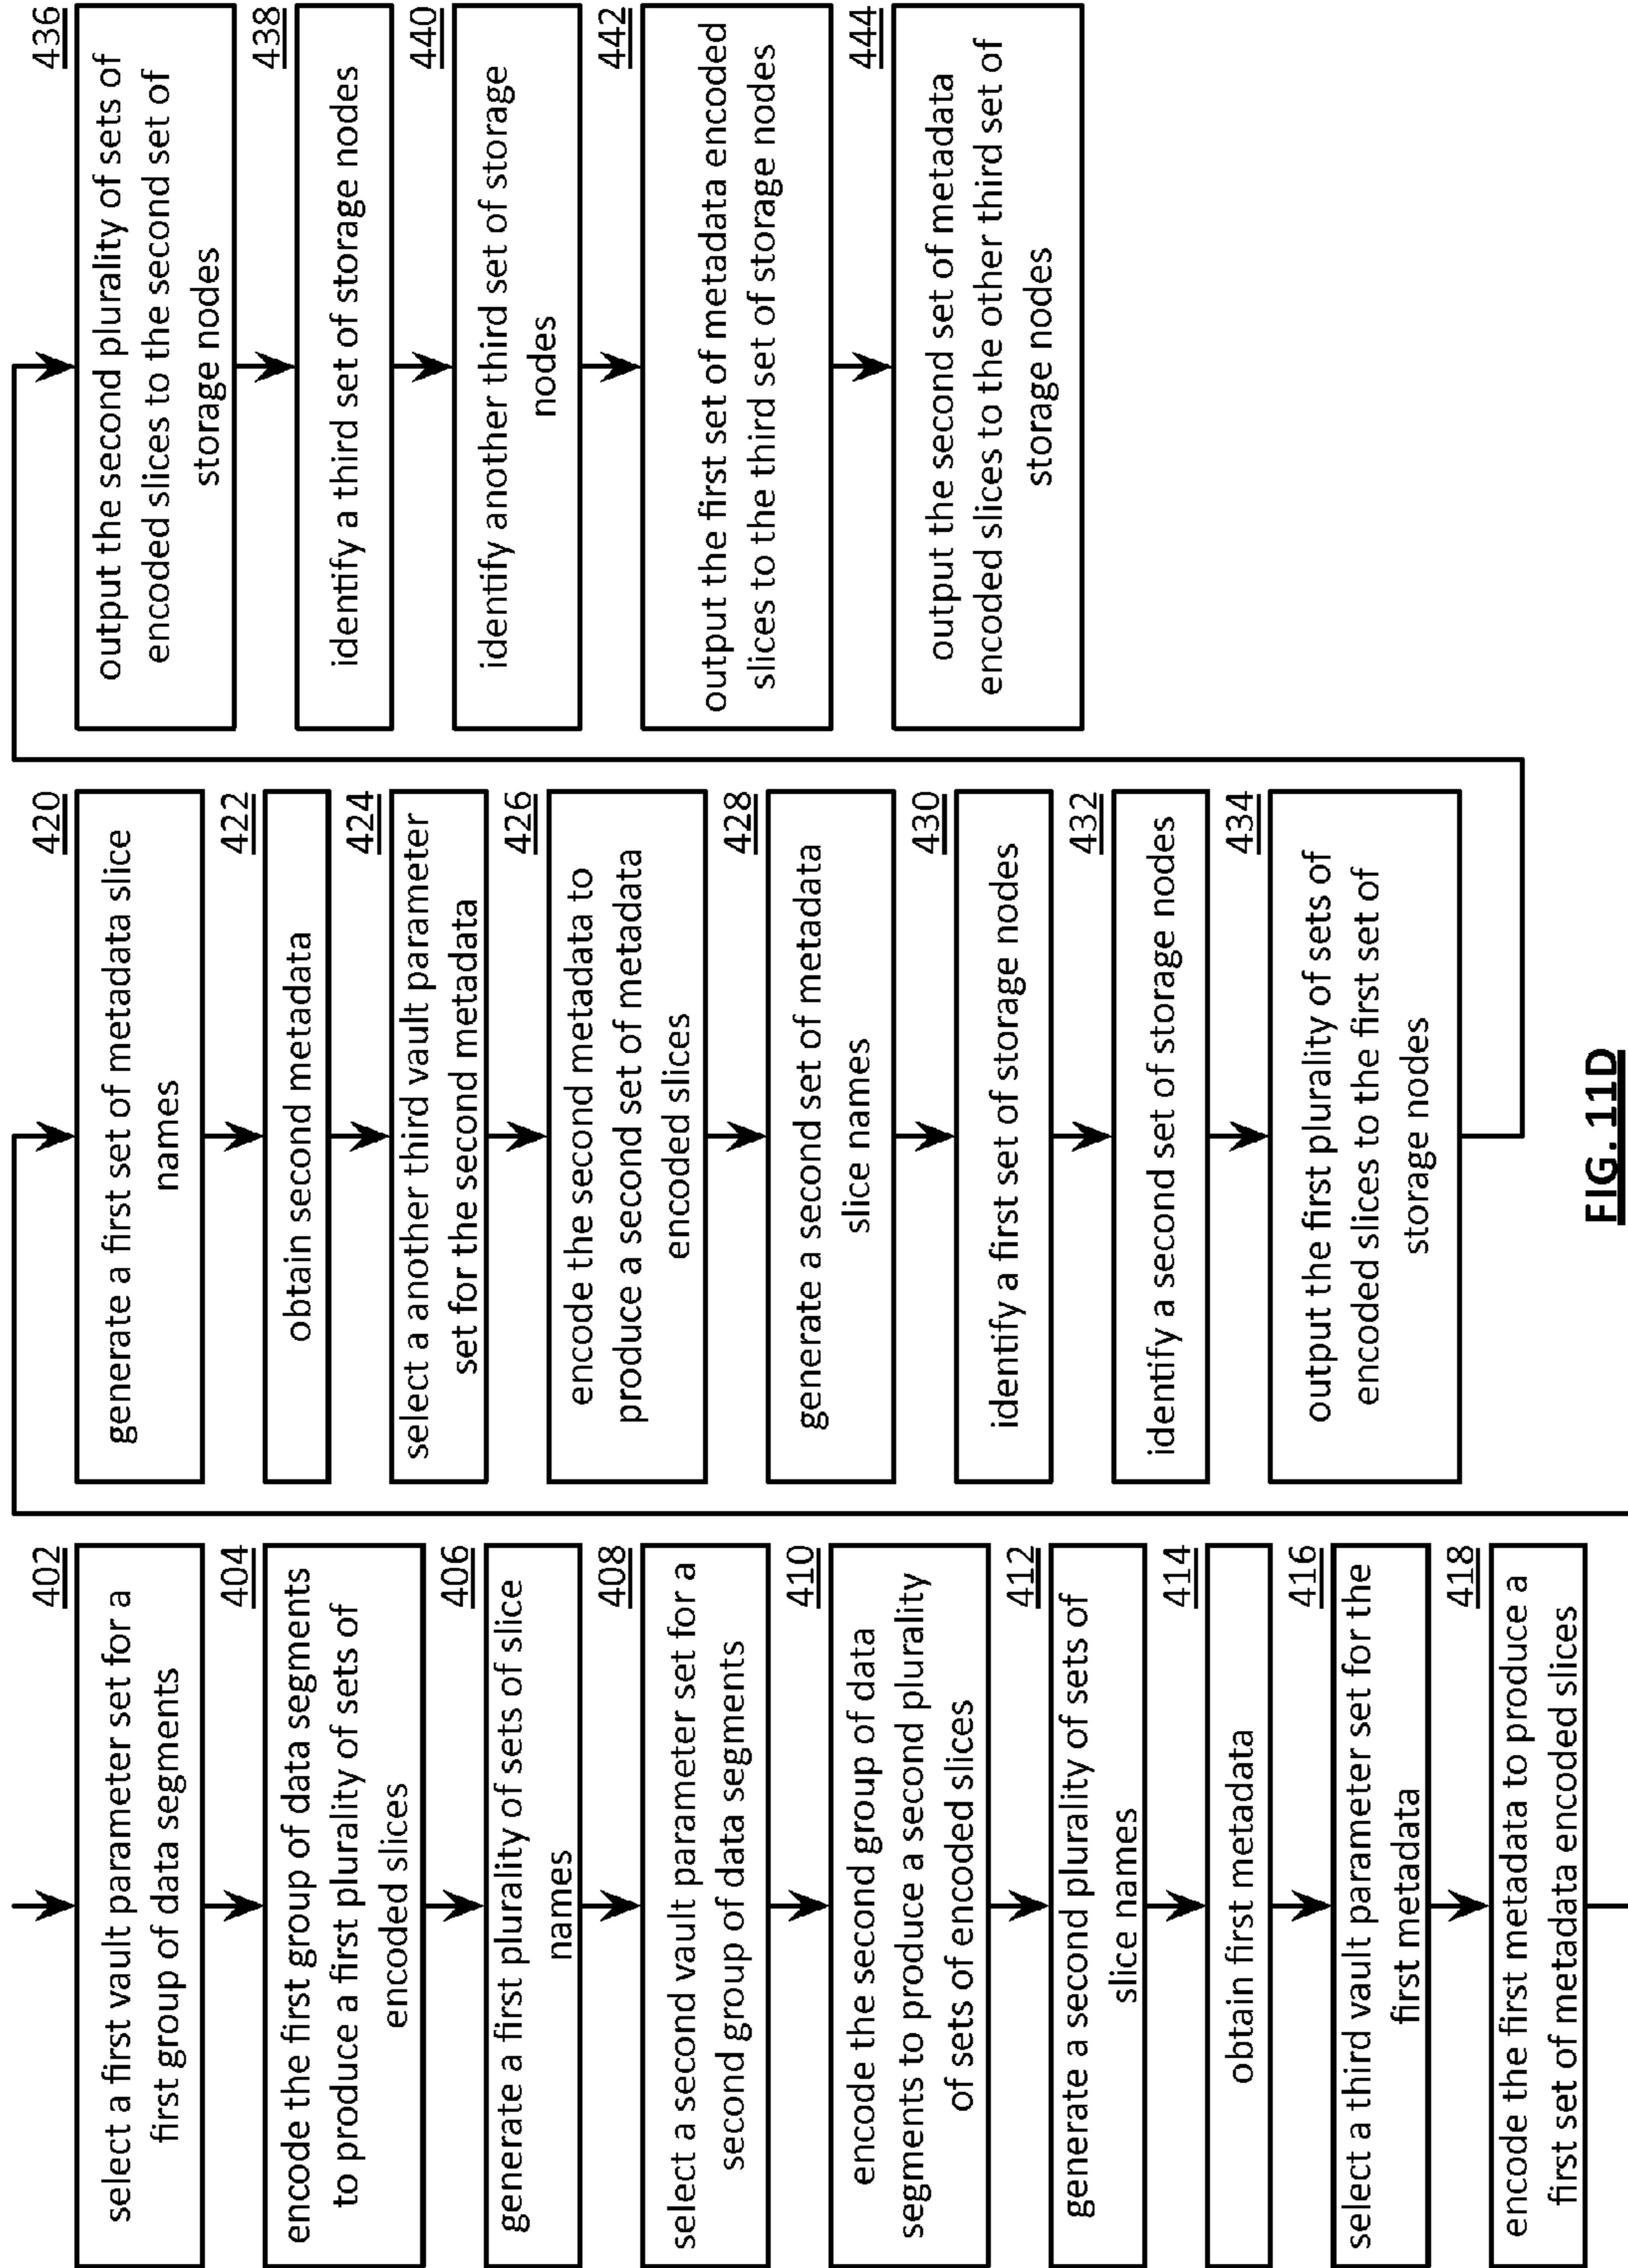 402
select a first vault parameter set for a
first group of data segments
404
encode the first group of data segments
to produce a first plurality of sets of
encoded slices
406
generate a first plurality of sets of slice
names
408
select a second vault parameter set for a
second group of data segments
410
encode the second group of data
segments to produce a second plurality
of sets of encoded slices
412
generate a second plurality of sets of
slice names
414
obtain first metadata
416
select a third vault parameter set for the
first metadata
418
encode the first metadata to produce a
first set of metadata encoded slices
420
generate a first set of metadata slice
names
422
obtain second metadata
424
select a another third vault parameter
set for the second metadata
426
encode the second metadata to
produce a second set of metadata
encoded slices
428
generate a second set of metadata
slice names
430
identify a first set of storage nodes
432
identify a second set of storage nodes
434
output the first plurality of sets of
encoded slices to the first set of
storage nodes
436
output the second plurality of sets of
encoded slices to the second set of
storage nodes
438
identify a third set of storage nodes
440
identify another third set of storage
nodes
442
output the first set of metadata encoded
slices to the third set of storage nodes
444
output the second set of metadata
encoded slices to the other third set of
storage nodes
FIG. 11D